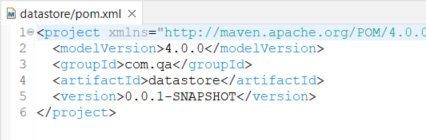 datastore/pom.xml
1 <project xmlns="http://maven.apache.org/POM/4.0.0
2 <modelVersion>4.0.0</modelVersion>
3 <groupId>com.qa</groupId>
4 <artifactId>datastore</artifactId>
5 <version>0.0.1-SNAPSHOT</version>
6 </project>